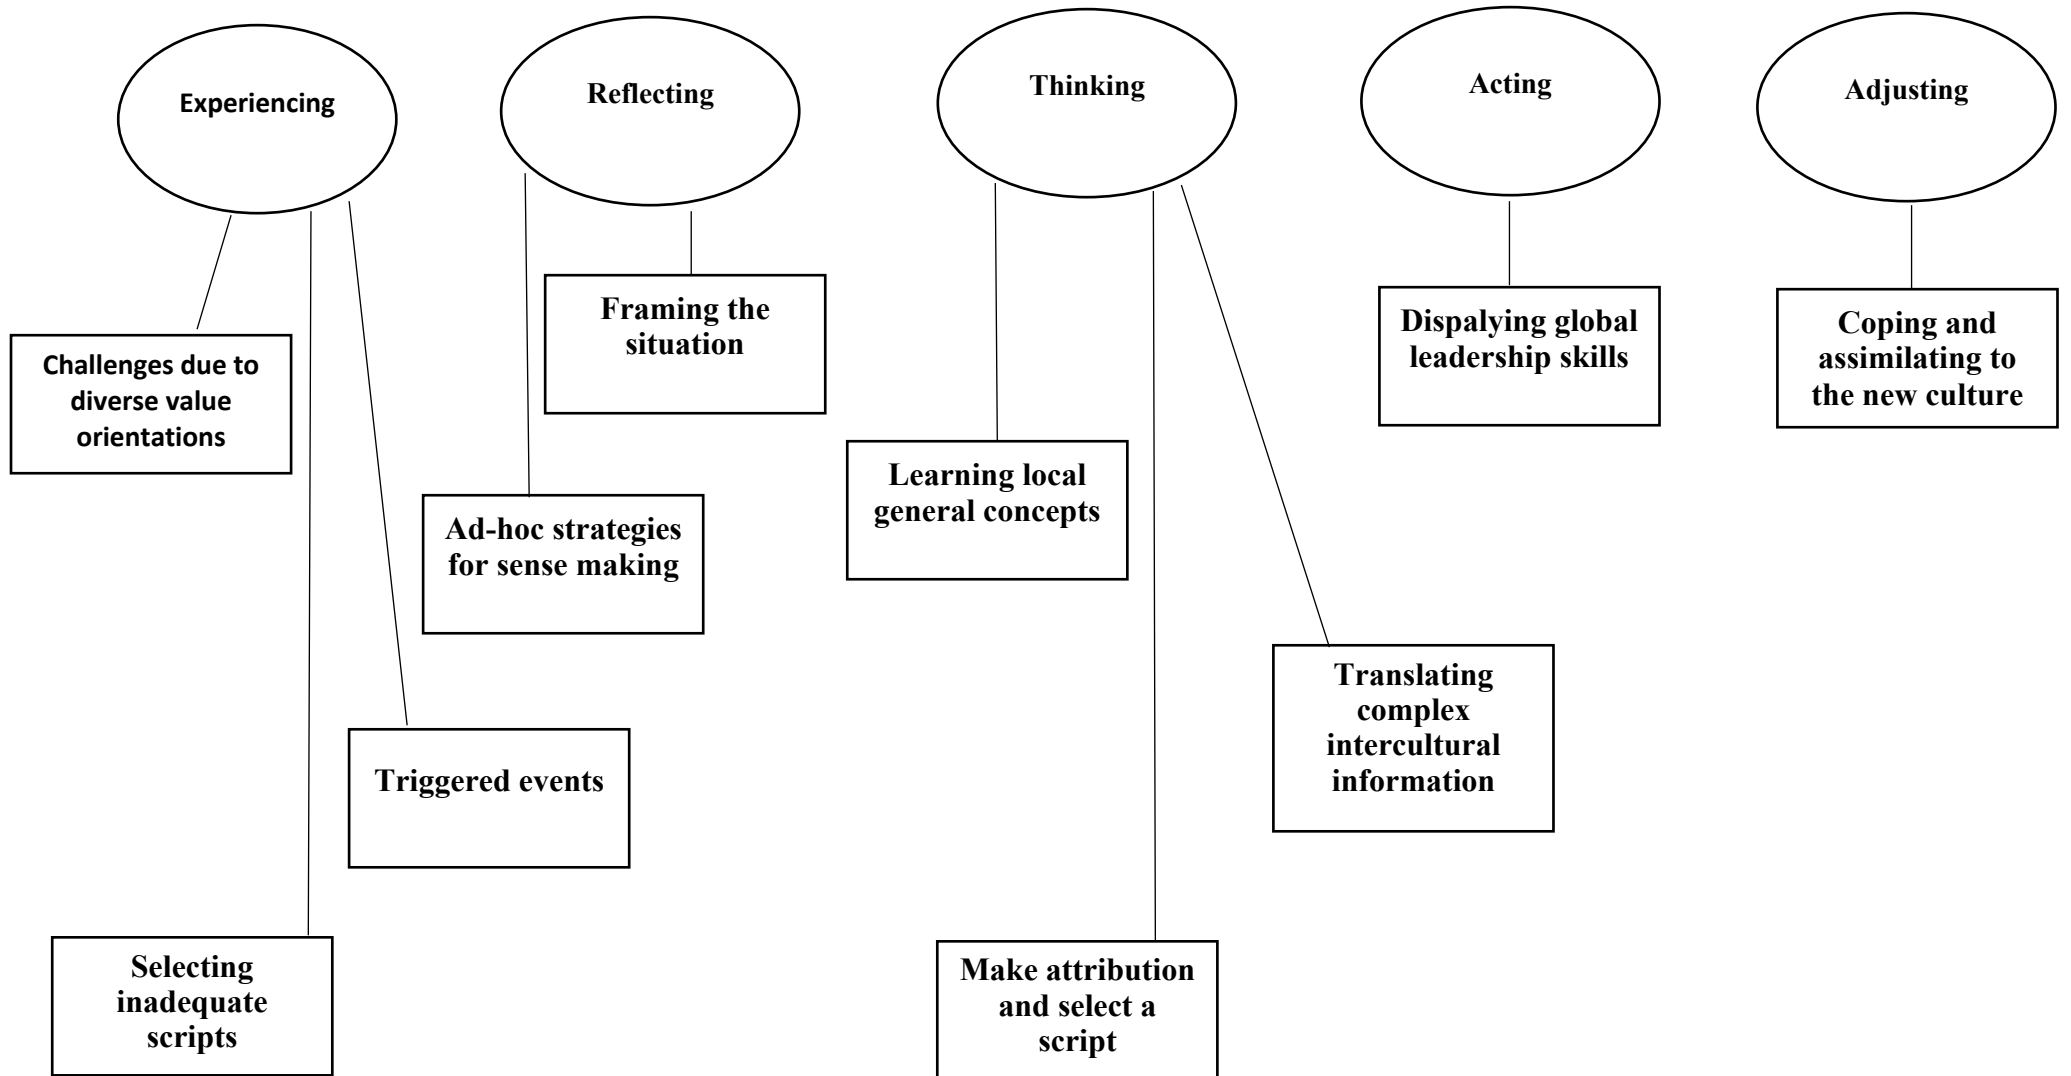 Experiencing
Reflecting
Thinking
Acting
Adjusting
Challenges due to
diverse value
orientations
Framing the
situation
Dispalying global
leadership skills
Coping and
assimilating to
the new culture
Ad-hoc strategies
for sense making
Learning local
general concepts
Triggered events
Translating
complex
intercultural
information
Selecting
inadequate
scripts
Make attribution
and select a
script